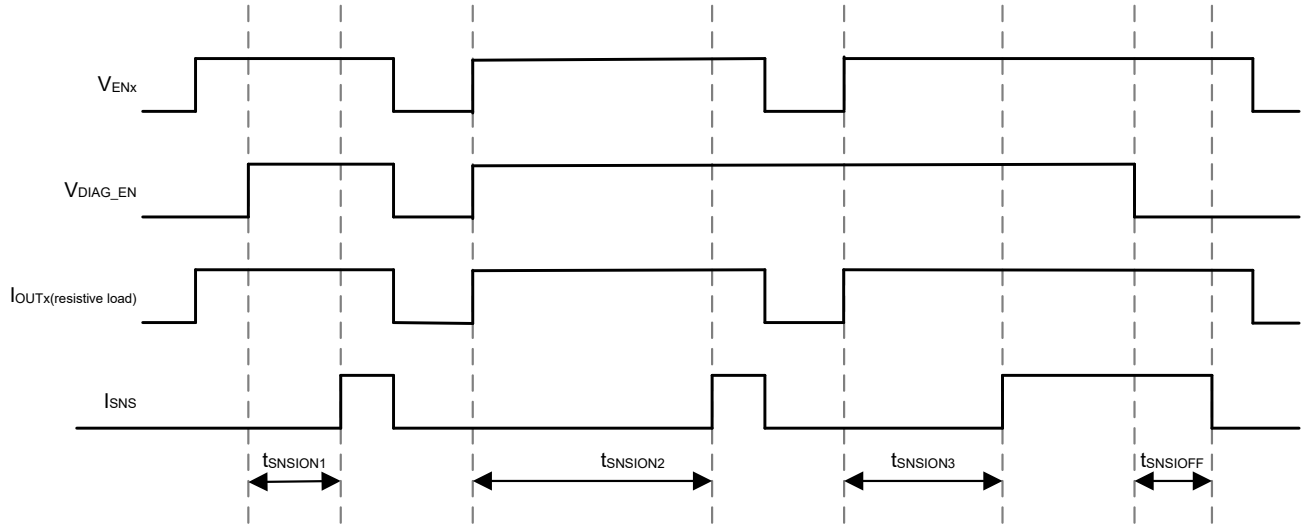 VENx
VDIAG_EN
IOUTx(resistive load)
ISNS
tSNSION1
tSNSION2
tSNSION3
tSNSIOFF